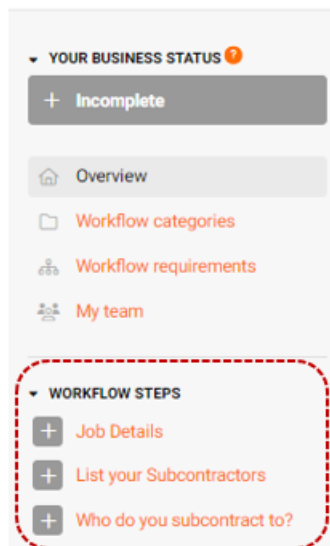 YOUR BUSINESS STATUS ?
+ Incomplete
Overview
Workflow categories
Workflow requirements
My team
WORKFLOW STEPS
+ Job Details
+ List your Subcontractors
+ Who do you subcontract to?